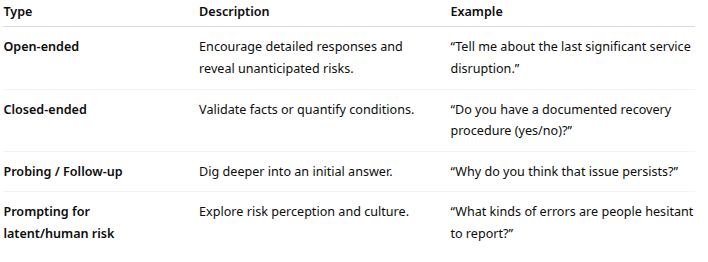 Type Description Example
Open-ended Encourage detailed responses and “Tell me about the last significant service
reveal unanticipated risks. disruption.”
Closed-ended Validate facts or quantify conditions. “Do you have a documented recovery
procedure (yes/no)?”
Probing / Follow-up Dig deeper into an initial answer. “Why do you think that issue persists?”
Prompting for Explore risk perception and culture. “What kinds of errors are people hesitant
latent/human risk to report?”